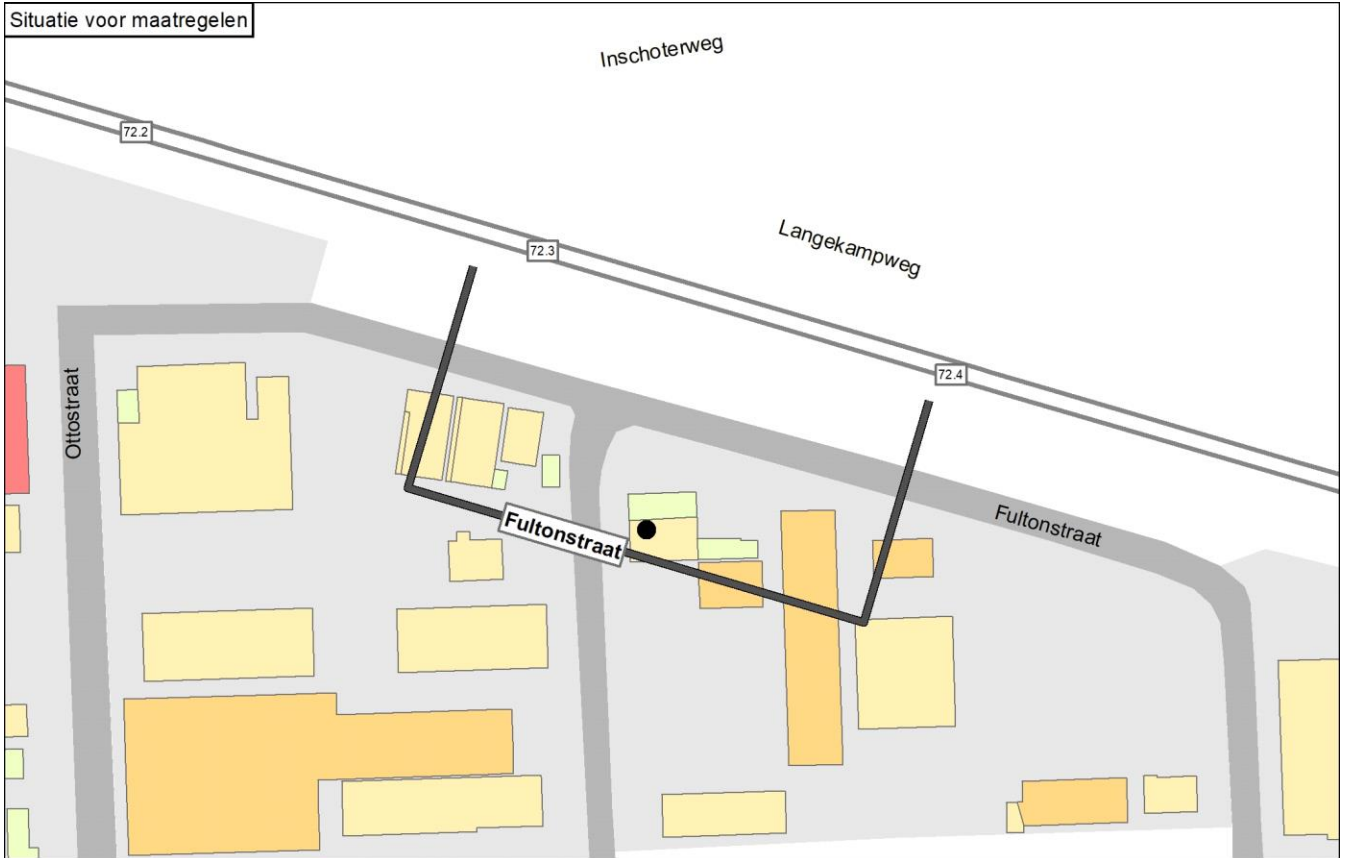 Situatie voor maatregelen
Inschoterweg
72.2
Langekampweg
72.3
72.4
Ottostraat
Fultonstraat
Fultonstraat